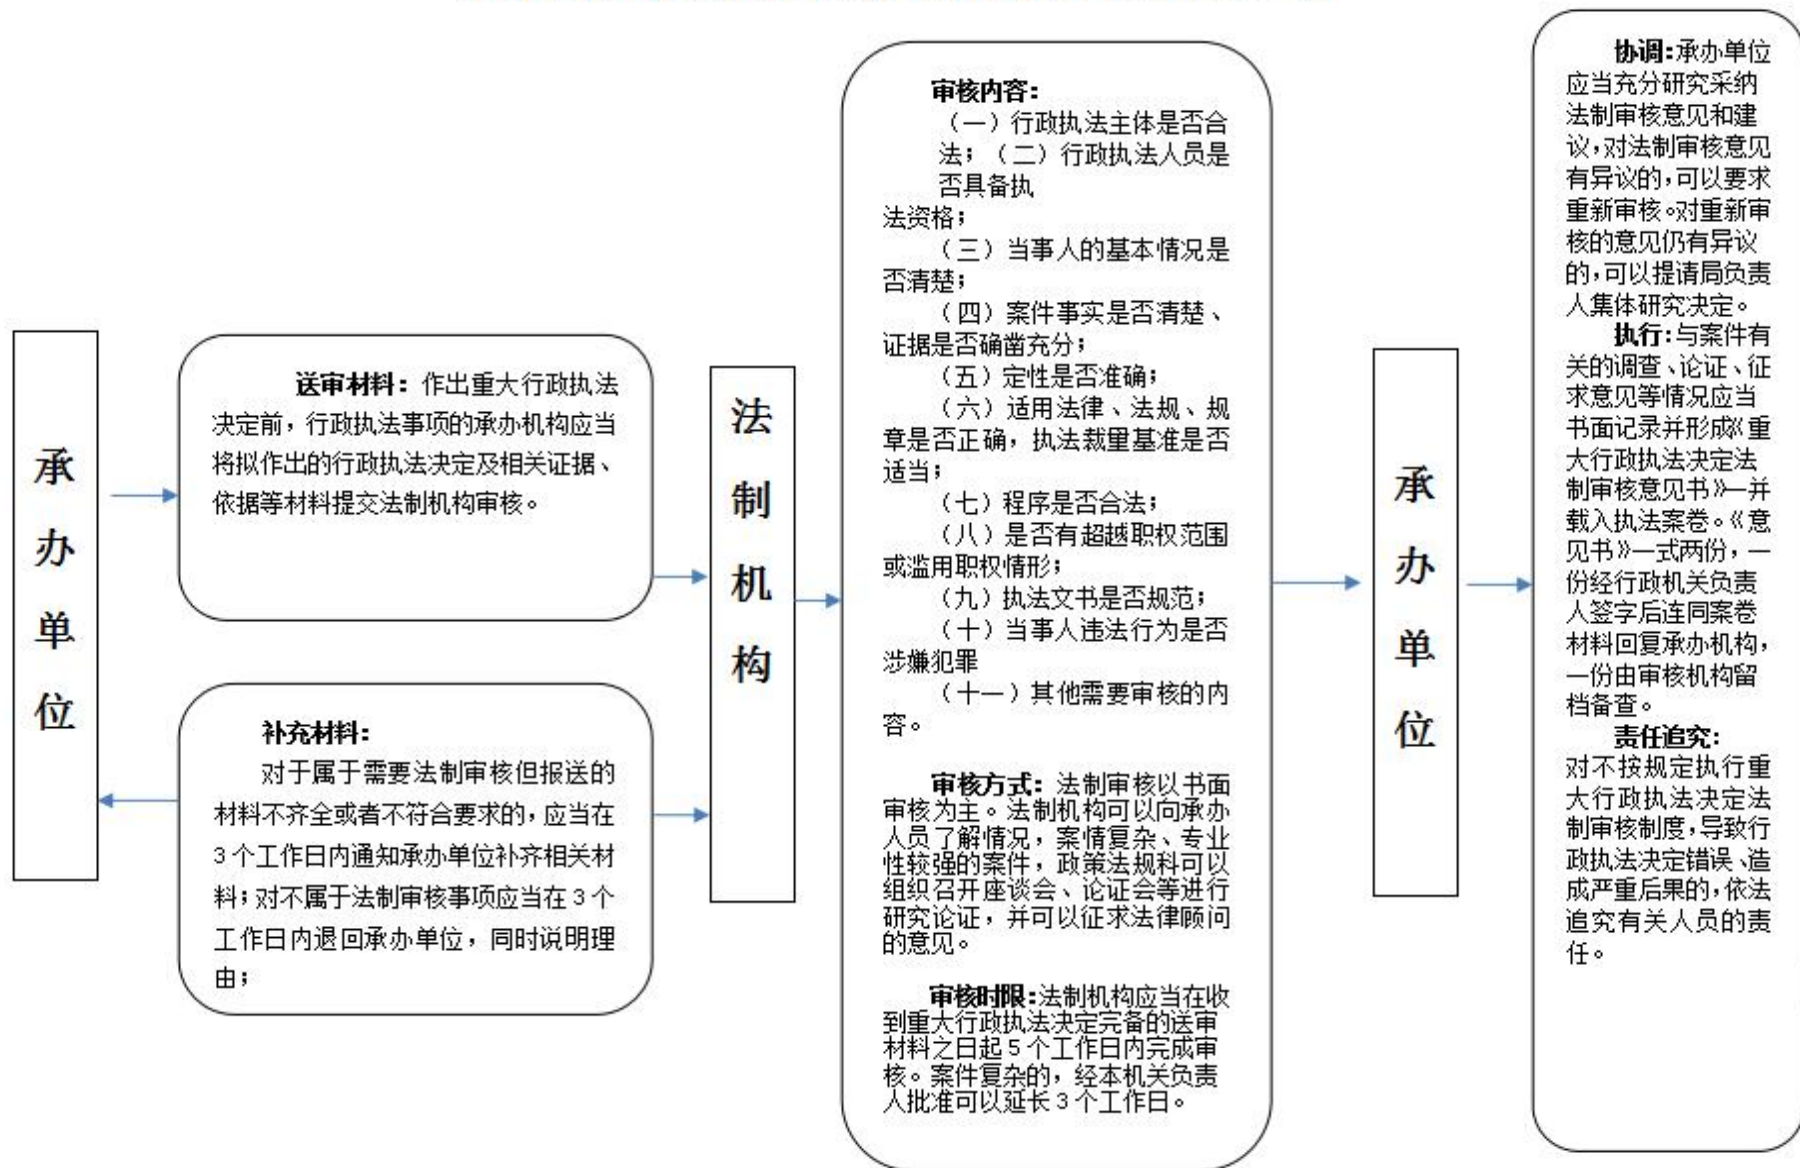 承
办
单
位
送审材料：作出重大行政执法
决定前，行政执法事项的承办机构应当
将拟作出的行政执法决定及相关证据、
依据等材料提交法制机构审核。
补充材料：
对于属于需要法制审核但报送的
材料不齐全或者不符合要求的，应当在
3个工作日内通知承办单位补齐相关材
料；对不属于法制审核事项应当在3个
工作日内退回承办单位，同时说明理
由；
法
制
机
构
审核内容：
（一）行政执法主体是否合
法；（二）行政执法人员是
否具备执
法资格；
（三）当事人的基本情况是
否清楚；
（四）案件事实是否清楚、
证据是否确凿充分；
（五）定性是否准确；
（六）适用法律、法规、规
章是否正确，执法裁量基准是否
适当；
（七）程序是否合法；
（八）是否有超越职权范围
或滥用职权情形；
（九）执法文书是否规范；
（十）当事人违法行为是否
涉嫌犯罪
（十一）其他需要审核的内
容。
审核方式：法制审核以书面
审核为主。法制机构可以向承办
人员了解情况，案情复杂、专业
性较强的案件，政策法规科可以
组织召开座谈会、论证会等进行
研究论证，并可以征求法律顾问
的意见。
审核时限：法制机构应当在收
到重大行政执法决定完备的送审
材料之日起5个工作日内完成审
核。案件复杂的，经本机关负责
人批准可以延长3个工作日。
承
办
单
位
协调：承办单位
应当充分研究采纳
法制审核意见和建
议，对法制审核意见
有异议的，可以要求
重新审核。对重新审
核的意见仍有异议
的，可以提请局负责
人集体研究决定。
执行：与案件有
关的调查、论证、征
求意见等情况应当
书面记录并形成《重
大行政执法决定法
制审核意见书》一并
载入执法案卷。《意
见书》一式两份，一
份经行政机关负责
人签字后连同案卷
材料回复承办机构，
一份由审核机构留
档备查。
责任追究：
对不按规定执行重
大行政执法决定法
制审核制度，导致行
政执法决定错误、造
成严重后果的，依法
追究有关人员的责
任。